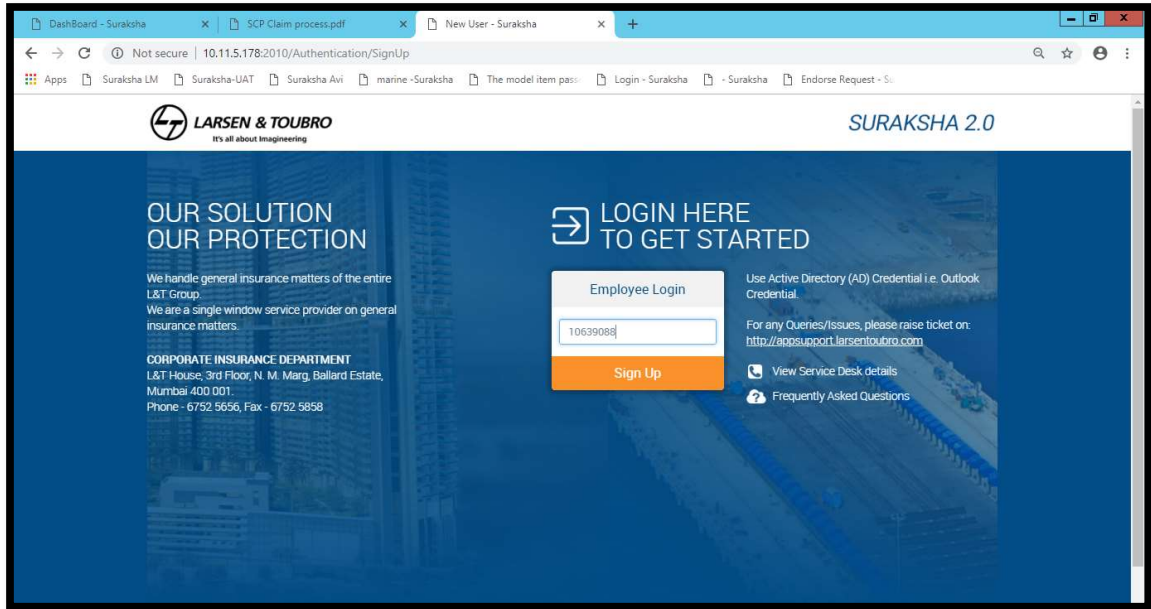 DashBoard - Suraksha
SCP Claim process.pdf
New User - Suraksha
Not secure | 10.11.5.178:2010/Authentication/SignUp
Apps
Suraksha LM
Suraksha-UAT
Suraksha Avi
marine -Suraksha
The model item pass
Login - Suraksha
- Suraksha
Endorse Request - S
LARSEN & TOUBRO
It's all about Imagineering
SURAKSHA 2.0
OUR SOLUTION
OUR PROTECTION
We handle general insurance matters of the entire
L&T Group.
We are a single window service provider on general
insurance matters.
CORPORATE INSURANCE DEPARTMENT
L&T House, 3rd Floor, N. M. Marg, Ballard Estate,
Mumbai 400 001.
Phone - 6752 5656, Fax - 6752 5858
LOGIN HERE
TO GET STARTED
Employee Login
10639088
Sign Up
Use Active Directory (AD) Credential i.e. Outlook
Credential.
For any Queries/Issues, please raise ticket on:
http://appsupport.larsentoubro.com
View Service Desk details
Frequently Asked Questions